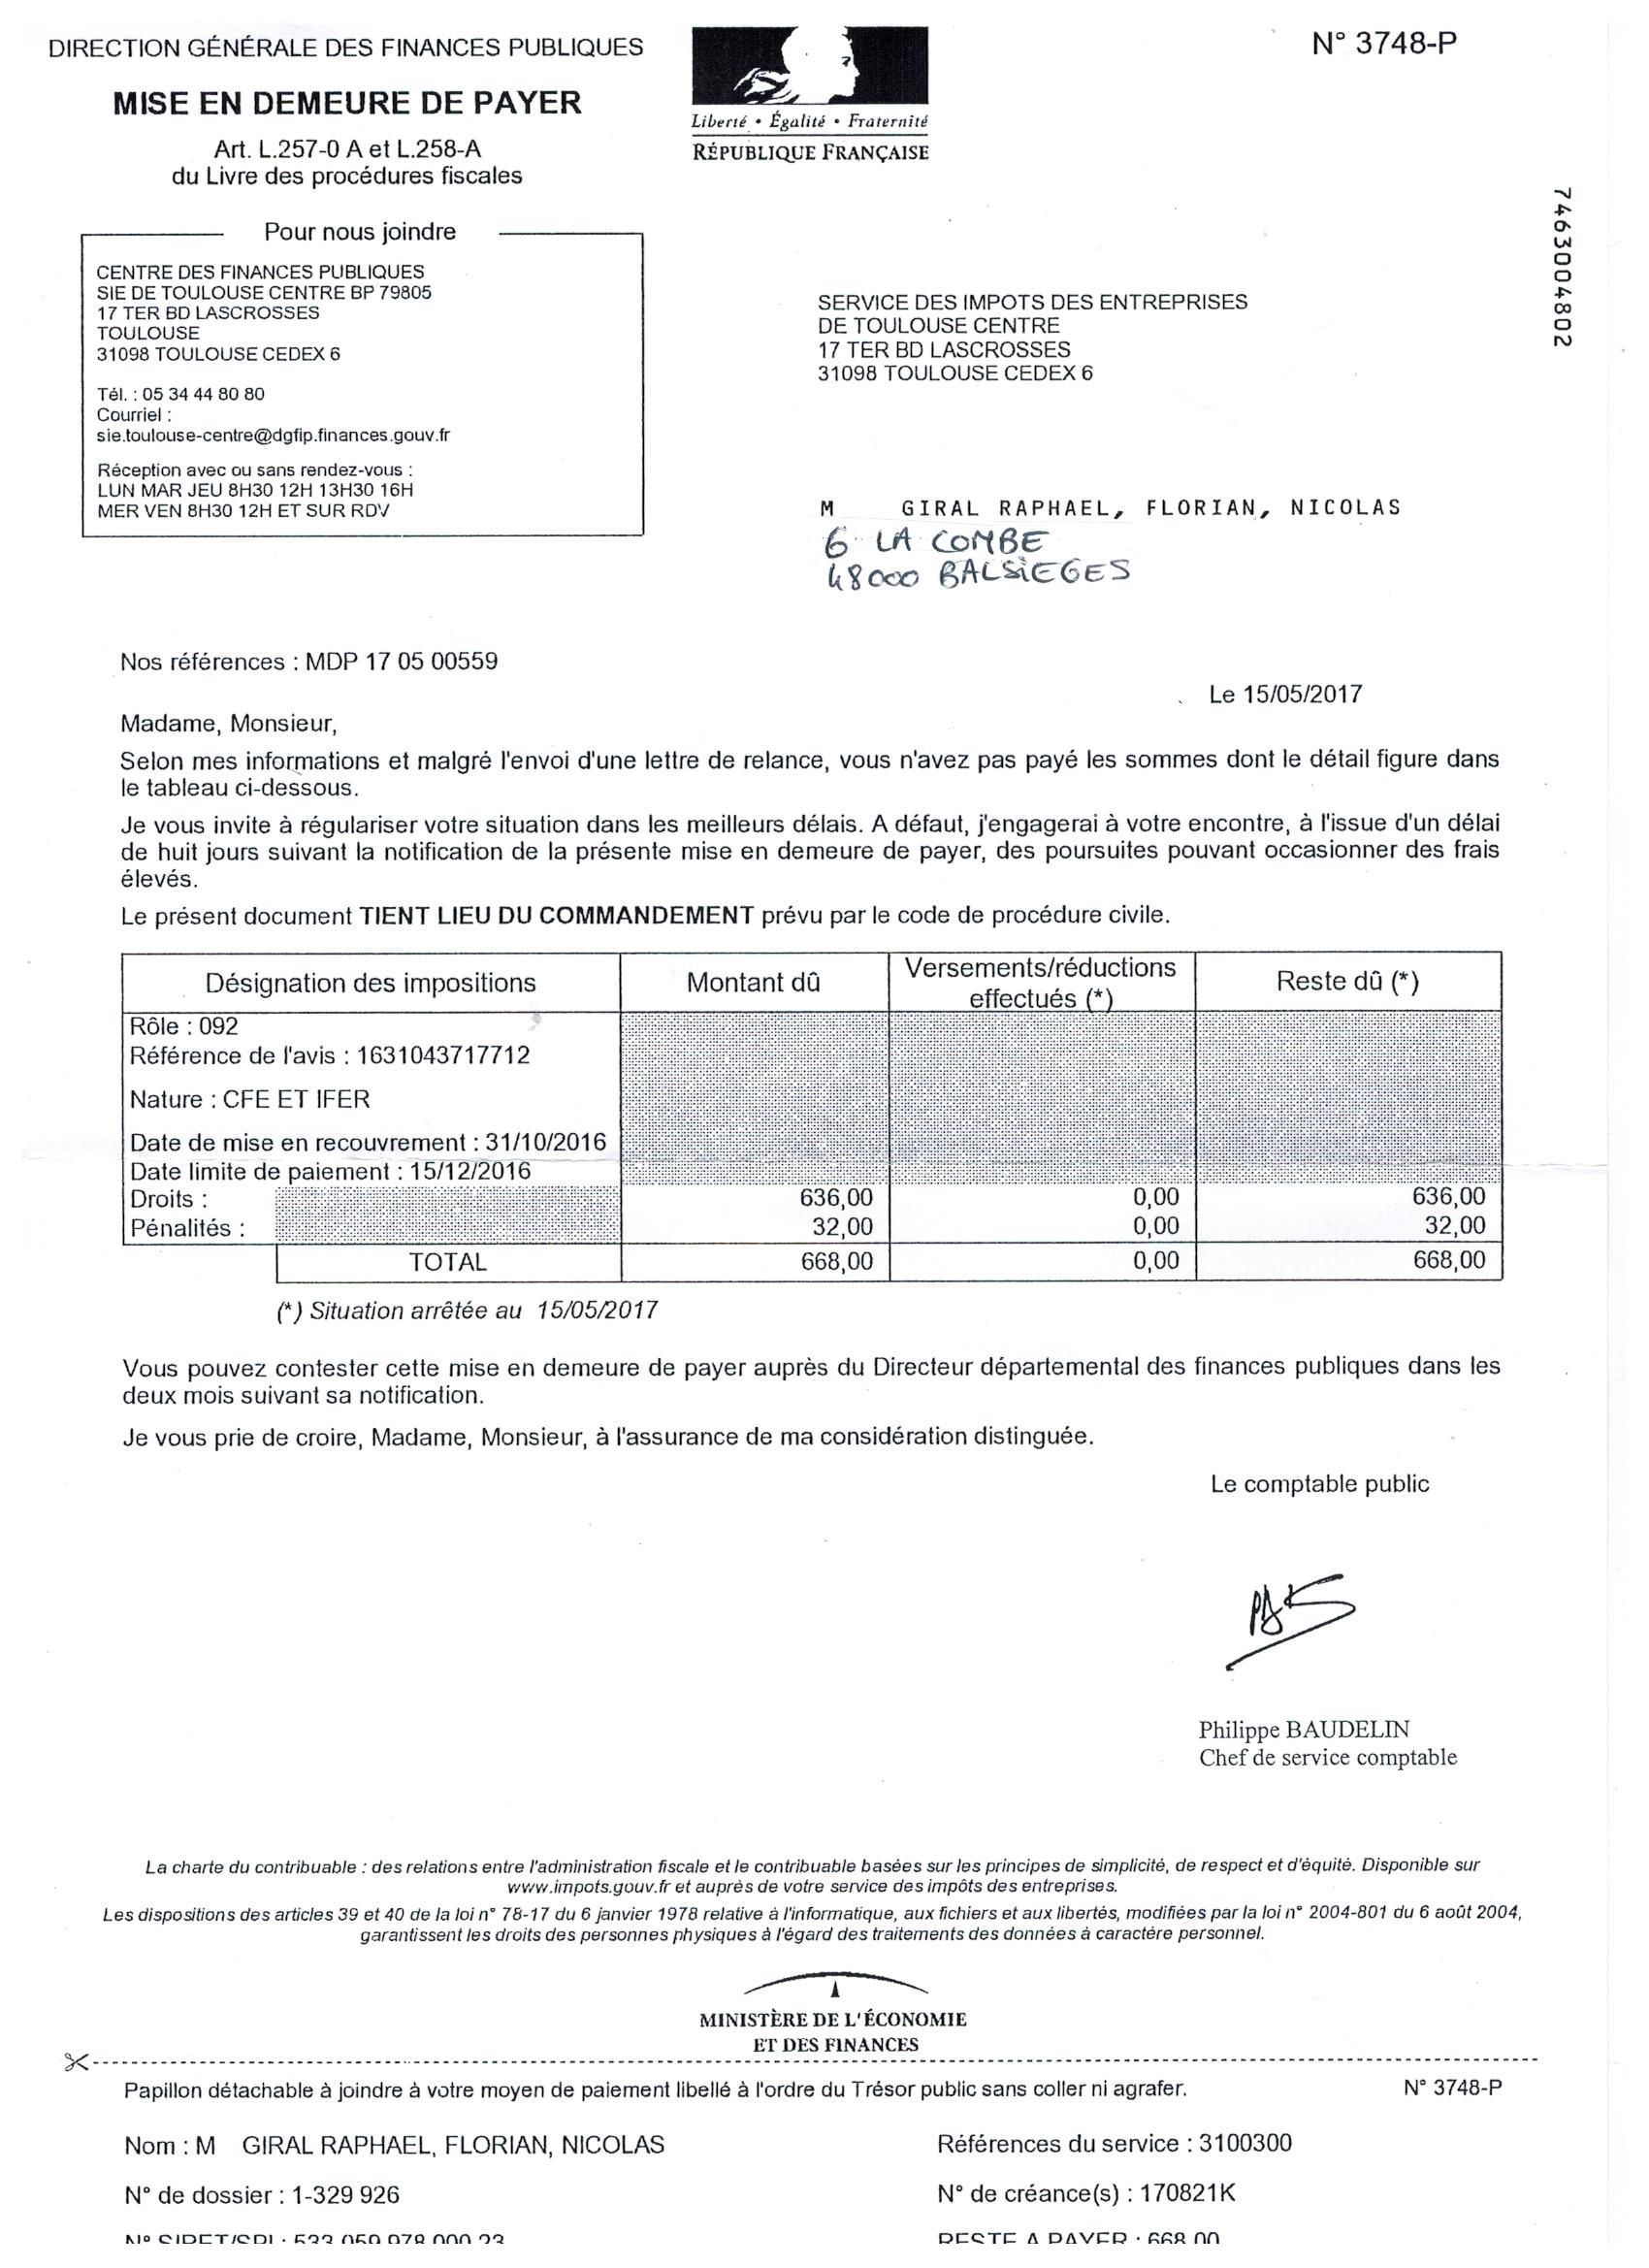 DIRECTION GÉNÉRALE DES FINANCES PUBLIQUES
MISE EN DEMEURE DE PAYER
Art. L.257-0 A et L.258-A
du Livre des procédures fiscales
Liberté • Égalité • Fraternité
RÉPUBLIQUE FRANÇAISE
N° 3748-P
7463004802
Pour nous joindre
CENTRE DES FINANCES PUBLIQUES
SIE DE TOULOUSE CENTRE BP 79805
17 TER BD LASCROSSES
TOULOUSE
31098 TOULOUSE CEDEX 6
Tél. : 05 34 44 80 80
Courriel :
sie.toulouse-centre@dgfip.finances.gouv.fr
Réception avec ou sans rendez-vous :
LUN MAR JEU 8H30 12H 13H30 16H
MER VEN 8H30 12H ET SUR RDV
SERVICE DES IMPOTS DES ENTREPRISES
DE TOULOUSE CENTRE
17 TER BD LASCROSSES
31098 TOULOUSE CEDEX 6
M GIRAL RAPHAEL, FLORIAN, NICOLAS
6 LA COMBE
48000 BALSIEGES
Nos références : MDP 17 05 00559
Le 15/05/2017
Madame, Monsieur,
Selon mes informations et malgré l'envoi d'une lettre de relance, vous n'avez pas payé les sommes dont le détail figure dans
le tableau ci-dessous.
Je vous invite à régulariser votre situation dans les meilleurs délais. A défaut, j'engagerai à votre encontre, à l'issue d'un délai
de huit jours suivant la notification de la présente mise en demeure de payer, des poursuites pouvant occasionner des frais
élevés.
Le présent document TIENT LIEU DU COMMANDEMENT prévu par le code de procédure civile.
Désignation des impositions Montant dû Versements/réductions effectués (*) Reste dû (*)
Rôle : 092
Référence de l'avis : 1631043717712
Nature : CFE ET IFER
Date de mise en recouvrement : 31/10/2016
Date limite de paiement : 15/12/2016
Droits : 636,00 0,00 636,00
Pénalités : 32,00 0,00 32,00
TOTAL 668,00 0,00 668,00
(*) Situation arrêtée au 15/05/2017
Vous pouvez contester cette mise en demeure de payer auprès du Directeur départemental des finances publiques dans les
deux mois suivant sa notification.
Je vous prie de croire, Madame, Monsieur, à l'assurance de ma considération distinguée.
Le comptable public
Philippe BAUDELIN
Chef de service comptable
La charte du contribuable : des relations entre l'administration fiscale et le contribuable basées sur les principes de simplicité, de respect et d'équité. Disponible sur
www.impots.gouv.fr et auprès de votre service des impôts des entreprises.
Les dispositions des articles 39 et 40 de la loi n° 78-17 du 6 janvier 1978 relative à l'informatique, aux fichiers et aux libertés, modifiées par la loi n° 2004-801 du 6 août 2004,
garantissent les droits des personnes physiques à l'égard des traitements des données à caractère personnel.
MINISTÈRE DE L'ÉCONOMIE
ET DES FINANCES
Papillon détachable à joindre à votre moyen de paiement libellé à l'ordre du Trésor public sans coller ni agrafer.
N° 3748-P
Nom : M GIRAL RAPHAEL, FLORIAN, NICOLAS
Références du service : 3100300
N° de dossier : 1-329 926
N° de créance(s) : 170821K
N° SIRET/SPI : 533 059 978 000 23
RESTE A PAYER : 668,00